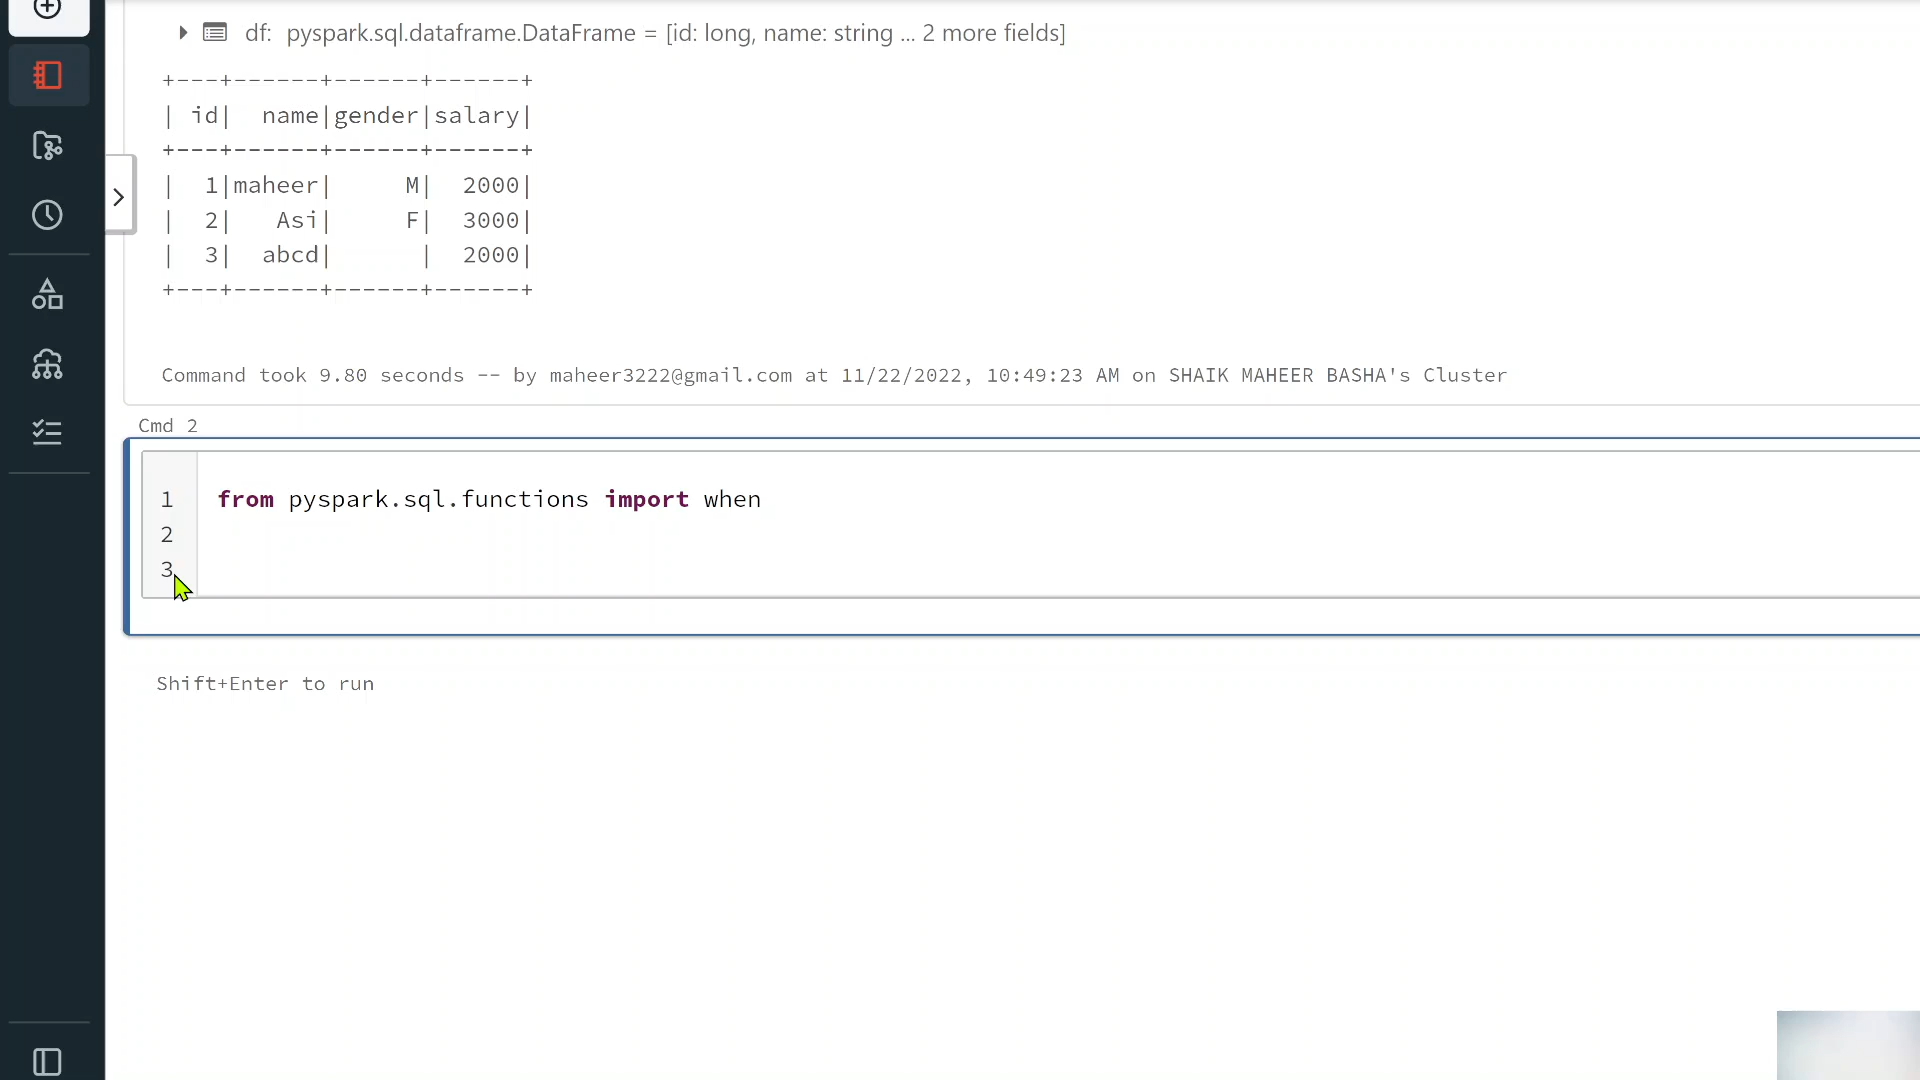 df: pyspark.sql.dataframe.DataFrame = [id: long, name: string ... 2 more fields]
+---+------+------+------+
| id|  name|gender|salary|
+---+------+------+------+
|  1|maheer|     M|  2000|
|  2|   Asi|     F|  3000|
|  3|  abcd|      |  2000|
+---+------+------+------+
Command took 9.80 seconds -- by maheer3222@gmail.com at 11/22/2022, 10:49:23 AM on SHAIK MAHEER BASHA's Cluster
Cmd 2
1 from pyspark.sql.functions import when
2
3
Shift+Enter to run